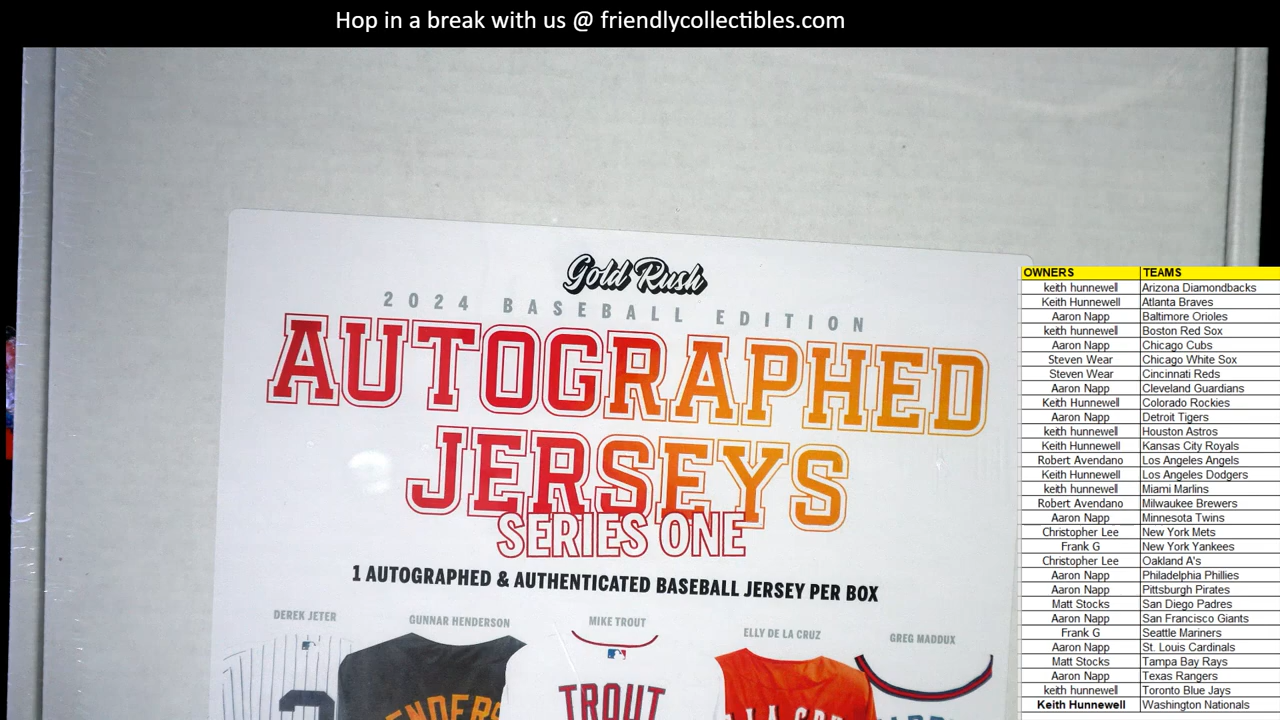 Hop in a break with us @ friendlycollectibles.com
Gold Rush
2024 BASEBALL EDITION
AUTOGRAPHED
JERSEYS
SERIES ONE
1 AUTOGRAPHED & AUTHENTICATED BASEBALL JERSEY PER BOX
DEREK JETER
GUNNAR HENDERSON
MIKE TROUT
ELLY DE LA CRUZ
GREG MADDUX
TROUT
OWNERS TEAMS
keith hunnewell Arizona Diamondbacks
Keith Hunnewell Atlanta Braves
Aaron Napp Baltimore Orioles
keith hunnewell Boston Red Sox
Aaron Napp Chicago Cubs
Steven Wear Chicago White Sox
Steven Wear Cincinnati Reds
Aaron Napp Cleveland Guardians
Keith Hunnewell Colorado Rockies
Aaron Napp Detroit Tigers
keith hunnewell Houston Astros
Keith Hunnewell Kansas City Royals
Robert Avendano Los Angeles Angels
Keith Hunnewell Los Angeles Dodgers
keith hunnewell Miami Marlins
Robert Avendano Milwaukee Brewers
Aaron Napp Minnesota Twins
Christopher Lee New York Mets
Frank G New York Yankees
Christopher Lee Oakland A's
Aaron Napp Philadelphia Phillies
Aaron Napp Pittsburgh Pirates
Matt Stocks San Diego Padres
Aaron Napp San Francisco Giants
Frank G Seattle Mariners
Aaron Napp St. Louis Cardinals
Matt Stocks Tampa Bay Rays
Aaron Napp Texas Rangers
keith hunnewell Toronto Blue Jays
Keith Hunnewell Washington Nationals